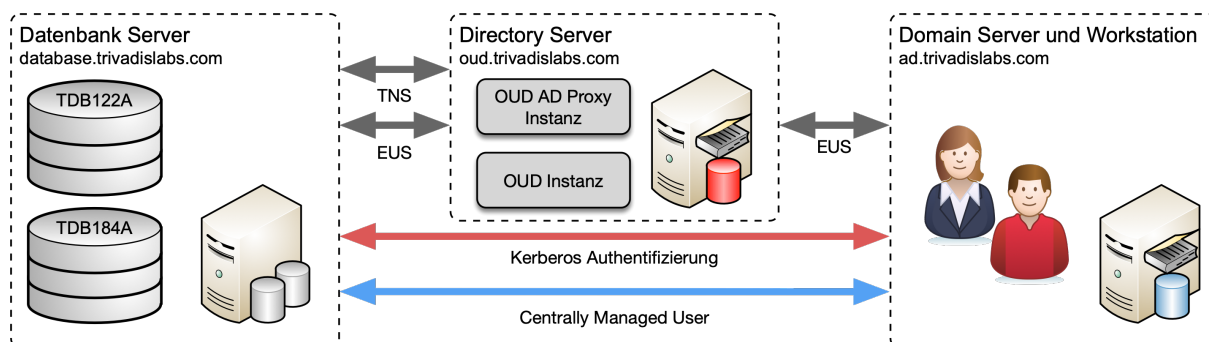 Datenbank Server
database.trivadislabs.com
TDB122A
TDB184A
TNS
EUS
Directory Server
oud.trivadislabs.com
OUD AD Proxy
Instanz
OUD Instanz
EUS
Kerberos Authentifizierung
Centrally Managed User
Domain Server und Workstation
ad.trivadislabs.com